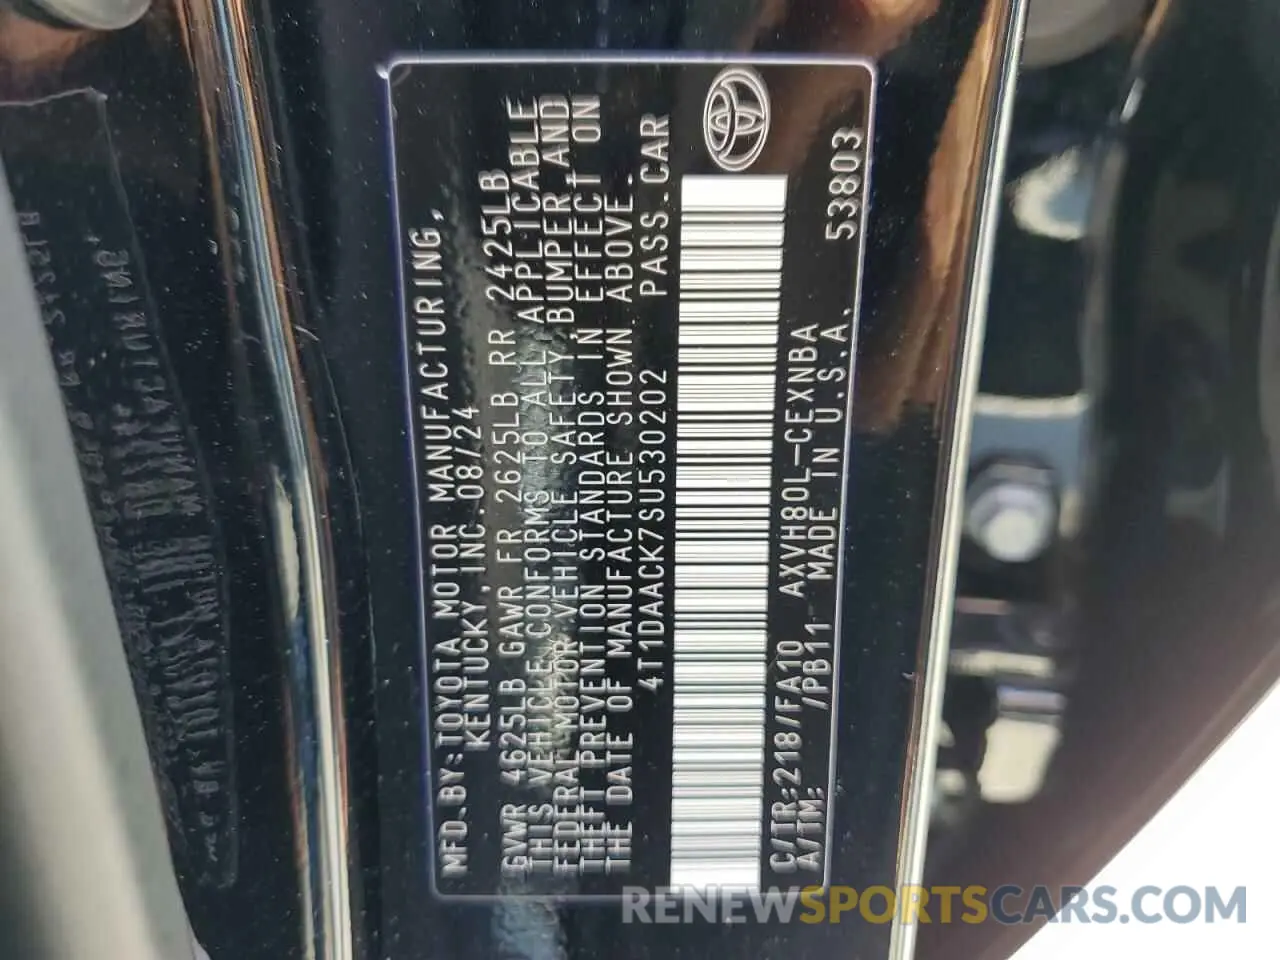 MFD.BY:TOYOTA MOTOR MANUFACTURING,
KENTUCKY, INC. 08/24
GVWR 4625LB GAWR FR 2625LB RR 2425LB
THIS VEHICLE CONFORMS TO ALL APPLICABLE
FEDERAL MOTOR VEHICLE SAFETY, BUMPER, AND
THEFT PREVENTION STANDARDS IN EFFECT ON
THE DATE OF MANUFACTURE SHOWN ABOVE.
4T1DAACK7SU530202 PASS.CAR
C/TR:218/FA10 AXVH80L-CEXNBA 53803
A/TM: /PB11 MADE IN U.S.A.
RENEWSPORTSCARS.COM